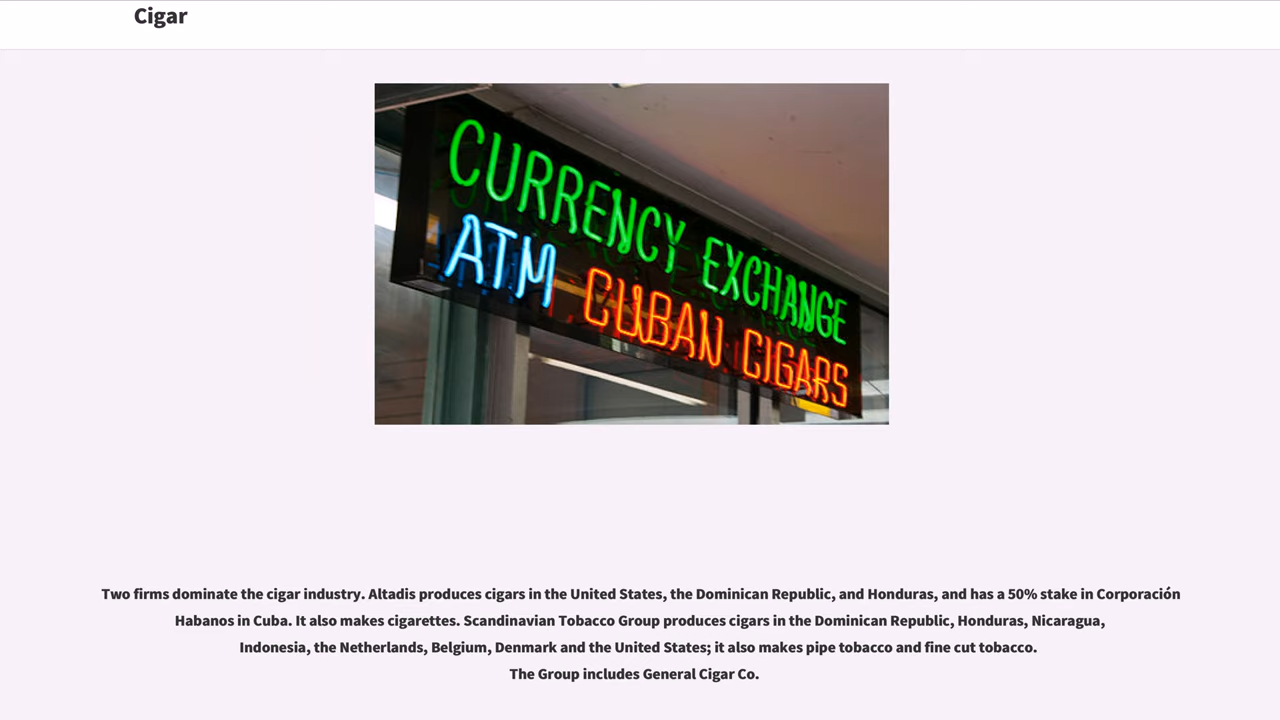 Cigar
CURRENCY EXCHANGE
ATM CUBAN CIGARS
Two firms dominate the cigar industry. Altadis produces cigars in the United States, the Dominican Republic, and Honduras, and has a 50% stake in Corporación
Habanos in Cuba. It also makes cigarettes. Scandinavian Tobacco Group produces cigars in the Dominican Republic, Honduras, Nicaragua,
Indonesia, the Netherlands, Belgium, Denmark and the United States; it also makes pipe tobacco and fine cut tobacco.
The Group includes General Cigar Co.